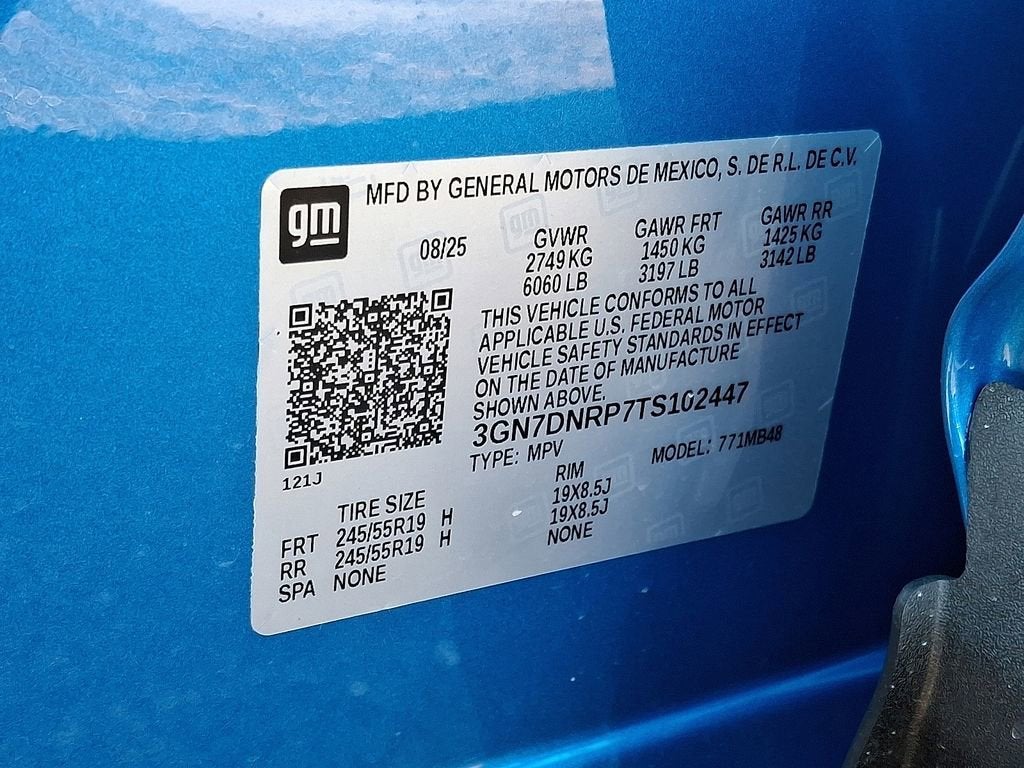 gm
MFD BY GENERAL MOTORS DE MEXICO, S. DE R.L. DE C.V.
08/25 GVWR GAWR FRT GAWR RR
2749 KG 1450 KG 1425 KG
6060 LB 3197 LB 3142 LB
THIS VEHICLE CONFORMS TO ALL
APPLICABLE U.S. FEDERAL MOTOR
VEHICLE SAFETY STANDARDS IN EFFECT
ON THE DATE OF MANUFACTURE
SHOWN ABOVE.
3GN7DNRP7TS102447
TYPE: MPV MODEL: 771MB48
121J
TIRE SIZE RIM
FRT 245/55R19 H 19X8.5J
RR 245/55R19 H 19X8.5J
SPA NONE NONE